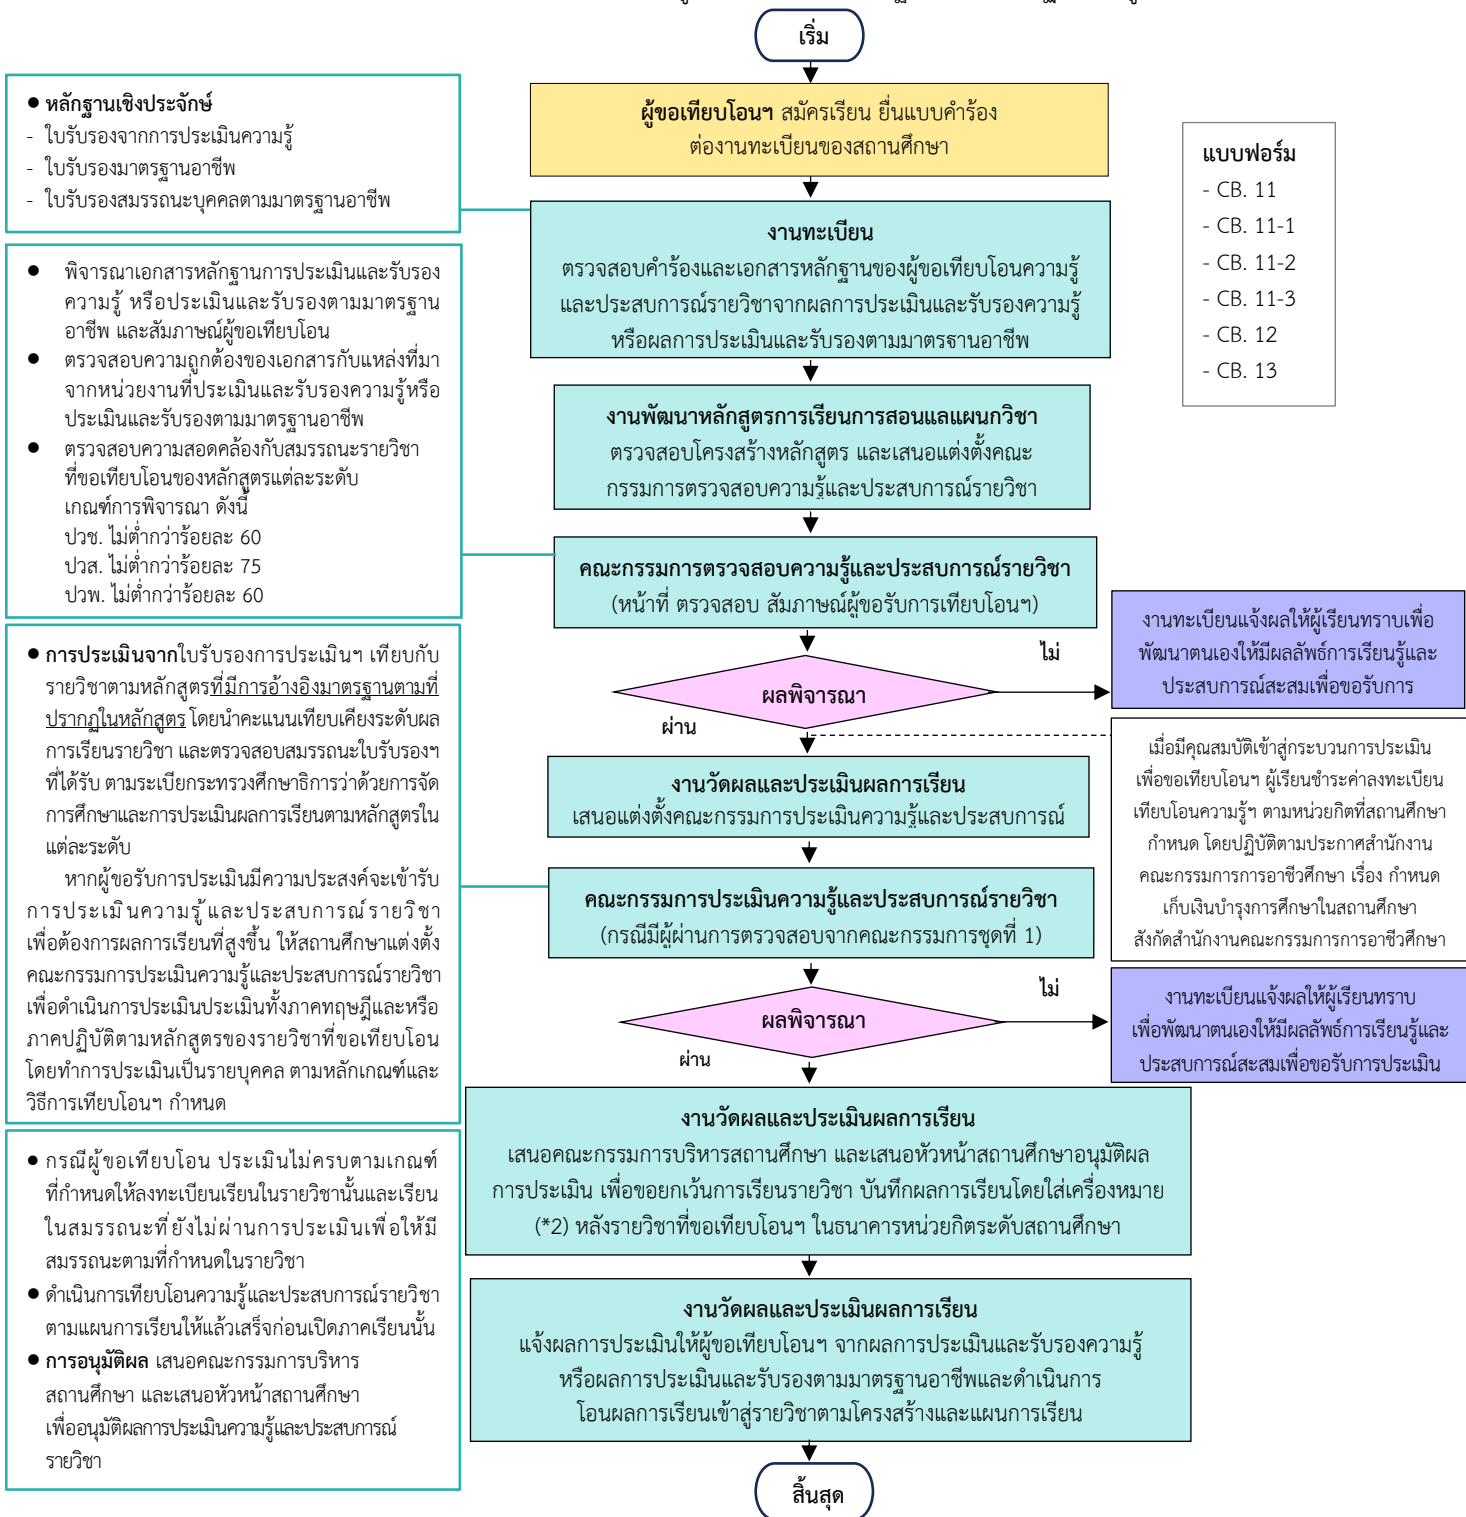 เริ่ม
ผู้ขอเทียบโอนฯ สมัครเรียน ยื่นแบบคำร้อง
ต่องานทะเบียนของสถานศึกษา
● หลักฐานเชิงประจักษ์
- ใบรับรองจากการประเมินความรู้
- ใบรับรองมาตรฐานอาชีพ
- ใบรับรองสมรรถนะบุคคลตามมาตรฐานอาชีพ
แบบฟอร์ม
- CB. 11
- CB. 11-1
- CB. 11-2
- CB. 11-3
- CB. 12
- CB. 13
งานทะเบียน
ตรวจสอบคำร้องและเอกสารหลักฐานของผู้ขอเทียบโอนความรู้
และประสบการณ์รายวิชาจากผลการประเมินและรับรองความรู้
หรือผลการประเมินและรับรองตามมาตรฐานอาชีพ
● พิจารณาเอกสารหลักฐานการประเมินและรับรอง
ความรู้ หรือประเมินและรับรองตามมาตรฐาน
อาชีพ และสัมภาษณ์ผู้ขอเทียบโอน
● ตรวจสอบความถูกต้องของเอกสารกับแหล่งที่มา
จากหน่วยงานที่ประเมินและรับรองความรู้หรือ
ประเมินและรับรองตามมาตรฐานอาชีพ
● ตรวจสอบความสอดคล้องกับสมรรถนะรายวิชา
ที่ขอเทียบโอนของหลักสูตรแต่ละระดับ
เกณฑ์การพิจารณา ดังนี้
ปวช. ไม่ต่ำกว่าร้อยละ 60
ปวส. ไม่ต่ำกว่าร้อยละ 75
ปวพ. ไม่ต่ำกว่าร้อยละ 60
งานพัฒนาหลักสูตรการเรียนการสอนแลแผนกวิชา
ตรวจสอบโครงสร้างหลักสูตร และเสนอแต่งตั้งคณะ
กรรมการตรวจสอบความรู้และประสบการณ์รายวิชา
คณะกรรมการตรวจสอบความรู้และประสบการณ์รายวิชา
(หน้าที่ ตรวจสอบ สัมภาษณ์ผู้ขอรับการเทียบโอนฯ)
ผลพิจารณา
ไม่
ผ่าน
งานทะเบียนแจ้งผลให้ผู้เรียนทราบเพื่อ
พัฒนาตนเองให้มีผลลัพธ์การเรียนรู้และ
ประสบการณ์สะสมเพื่อขอรับการ
● การประเมินจากใบรับรองการประเมินฯ เทียบกับ
รายวิชาตามหลักสูตรที่มีการอ้างอิงมาตรฐานตามที่
ปรากฏในหลักสูตร โดยนำคะแนนเทียบเคียงระดับผล
การเรียนรายวิชา และตรวจสอบสมรรถนะใบรับรองฯ
ที่ได้รับ ตามระเบียกระทรวงศึกษาธิการว่าด้วยการจัด
การศึกษาและการประเมินผลการเรียนตามหลักสูตรใน
แต่ละระดับ
หากผู้ขอรับการประเมินมีความประสงค์จะเข้ารับ
การประเมินความรู้และประสบการณ์รายวิชา
เพื่อต้องการผลการเรียนที่สูงขึ้น ให้สถานศึกษาแต่งตั้ง
คณะกรรมการประเมินความรู้และประสบการณ์รายวิชา
เพื่อดำเนินการประเมินประเมินทั้งภาคทฤษฎีและหรือ
ภาคปฏิบัติตามหลักสูตรของรายวิชาที่ขอเทียบโอน
โดยทำการประเมินเป็นรายบุคคล ตามหลักเกณฑ์และ
วิธีการเทียบโอนฯ กำหนด
งานวัดผลและประเมินผลการเรียน
เสนอแต่งตั้งคณะกรรมการประเมินความรู้และประสบการณ์
เมื่อมีคุณสมบัติเข้าสู่กระบวนการประเมิน
เพื่อขอเทียบโอนฯ ผู้เรียนชำระค่าลงทะเบียน
เทียบโอนความรู้ฯ ตามหน่วยกิตที่สถานศึกษา
กำหนด โดยปฏิบัติตามประกาศสำนักงาน
คณะกรรมการการอาชีวศึกษา เรื่อง กำหนด
เก็บเงินบำรุงการศึกษาในสถานศึกษา
สังกัดสำนักงานคณะกรรมการการอาชีวศึกษา
คณะกรรมการประเมินความรู้และประสบการณ์รายวิชา
(กรณีมีผู้ผ่านการตรวจสอบจากคณะกรรมการชุดที่ 1)
ผลพิจารณา
ไม่
ผ่าน
งานทะเบียนแจ้งผลให้ผู้เรียนทราบ
เพื่อพัฒนาตนเองให้มีผลลัพธ์การเรียนรู้และ
ประสบการณ์สะสมเพื่อขอรับการประเมิน
งานวัดผลและประเมินผลการเรียน
เสนอคณะกรรมการบริหารสถานศึกษา และเสนอหัวหน้าสถานศึกษาอนุมัติผล
การประเมิน เพื่อขอยกเว้นการเรียนรายวิชา บันทึกผลการเรียนโดยใส่เครื่องหมาย
(*2) หลังรายวิชาที่ขอเทียบโอนฯ ในธนาคารหน่วยกิตระดับสถานศึกษา
● กรณีผู้ขอเทียบโอน ประเมินไม่ครบตามเกณฑ์
ที่กำหนดให้ลงทะเบียนเรียนในรายวิชานั้นและเรียน
ในสมรรถนะที่ยังไม่ผ่านการประเมินเพื่อให้มี
สมรรถนะตามที่กำหนดในรายวิชา
● ดำเนินการเทียบโอนความรู้และประสบการณ์รายวิชา
ตามแผนการเรียนให้แล้วเสร็จก่อนเปิดภาคเรียนนั้น
● การอนุมัติผล เสนอคณะกรรมการบริหาร
สถานศึกษา และเสนอหัวหน้าสถานศึกษา
เพื่ออนุมัติผลการประเมินความรู้และประสบการณ์
รายวิชา
งานวัดผลและประเมินผลการเรียน
แจ้งผลการประเมินให้ผู้ขอเทียบโอนฯ จากผลการประเมินและรับรองความรู้
หรือผลการประเมินและรับรองตามมาตรฐานอาชีพและดำเนินการ
โอนผลการเรียนเข้าสู่รายวิชาตามโครงสร้างและแผนการเรียน
สิ้นสุด